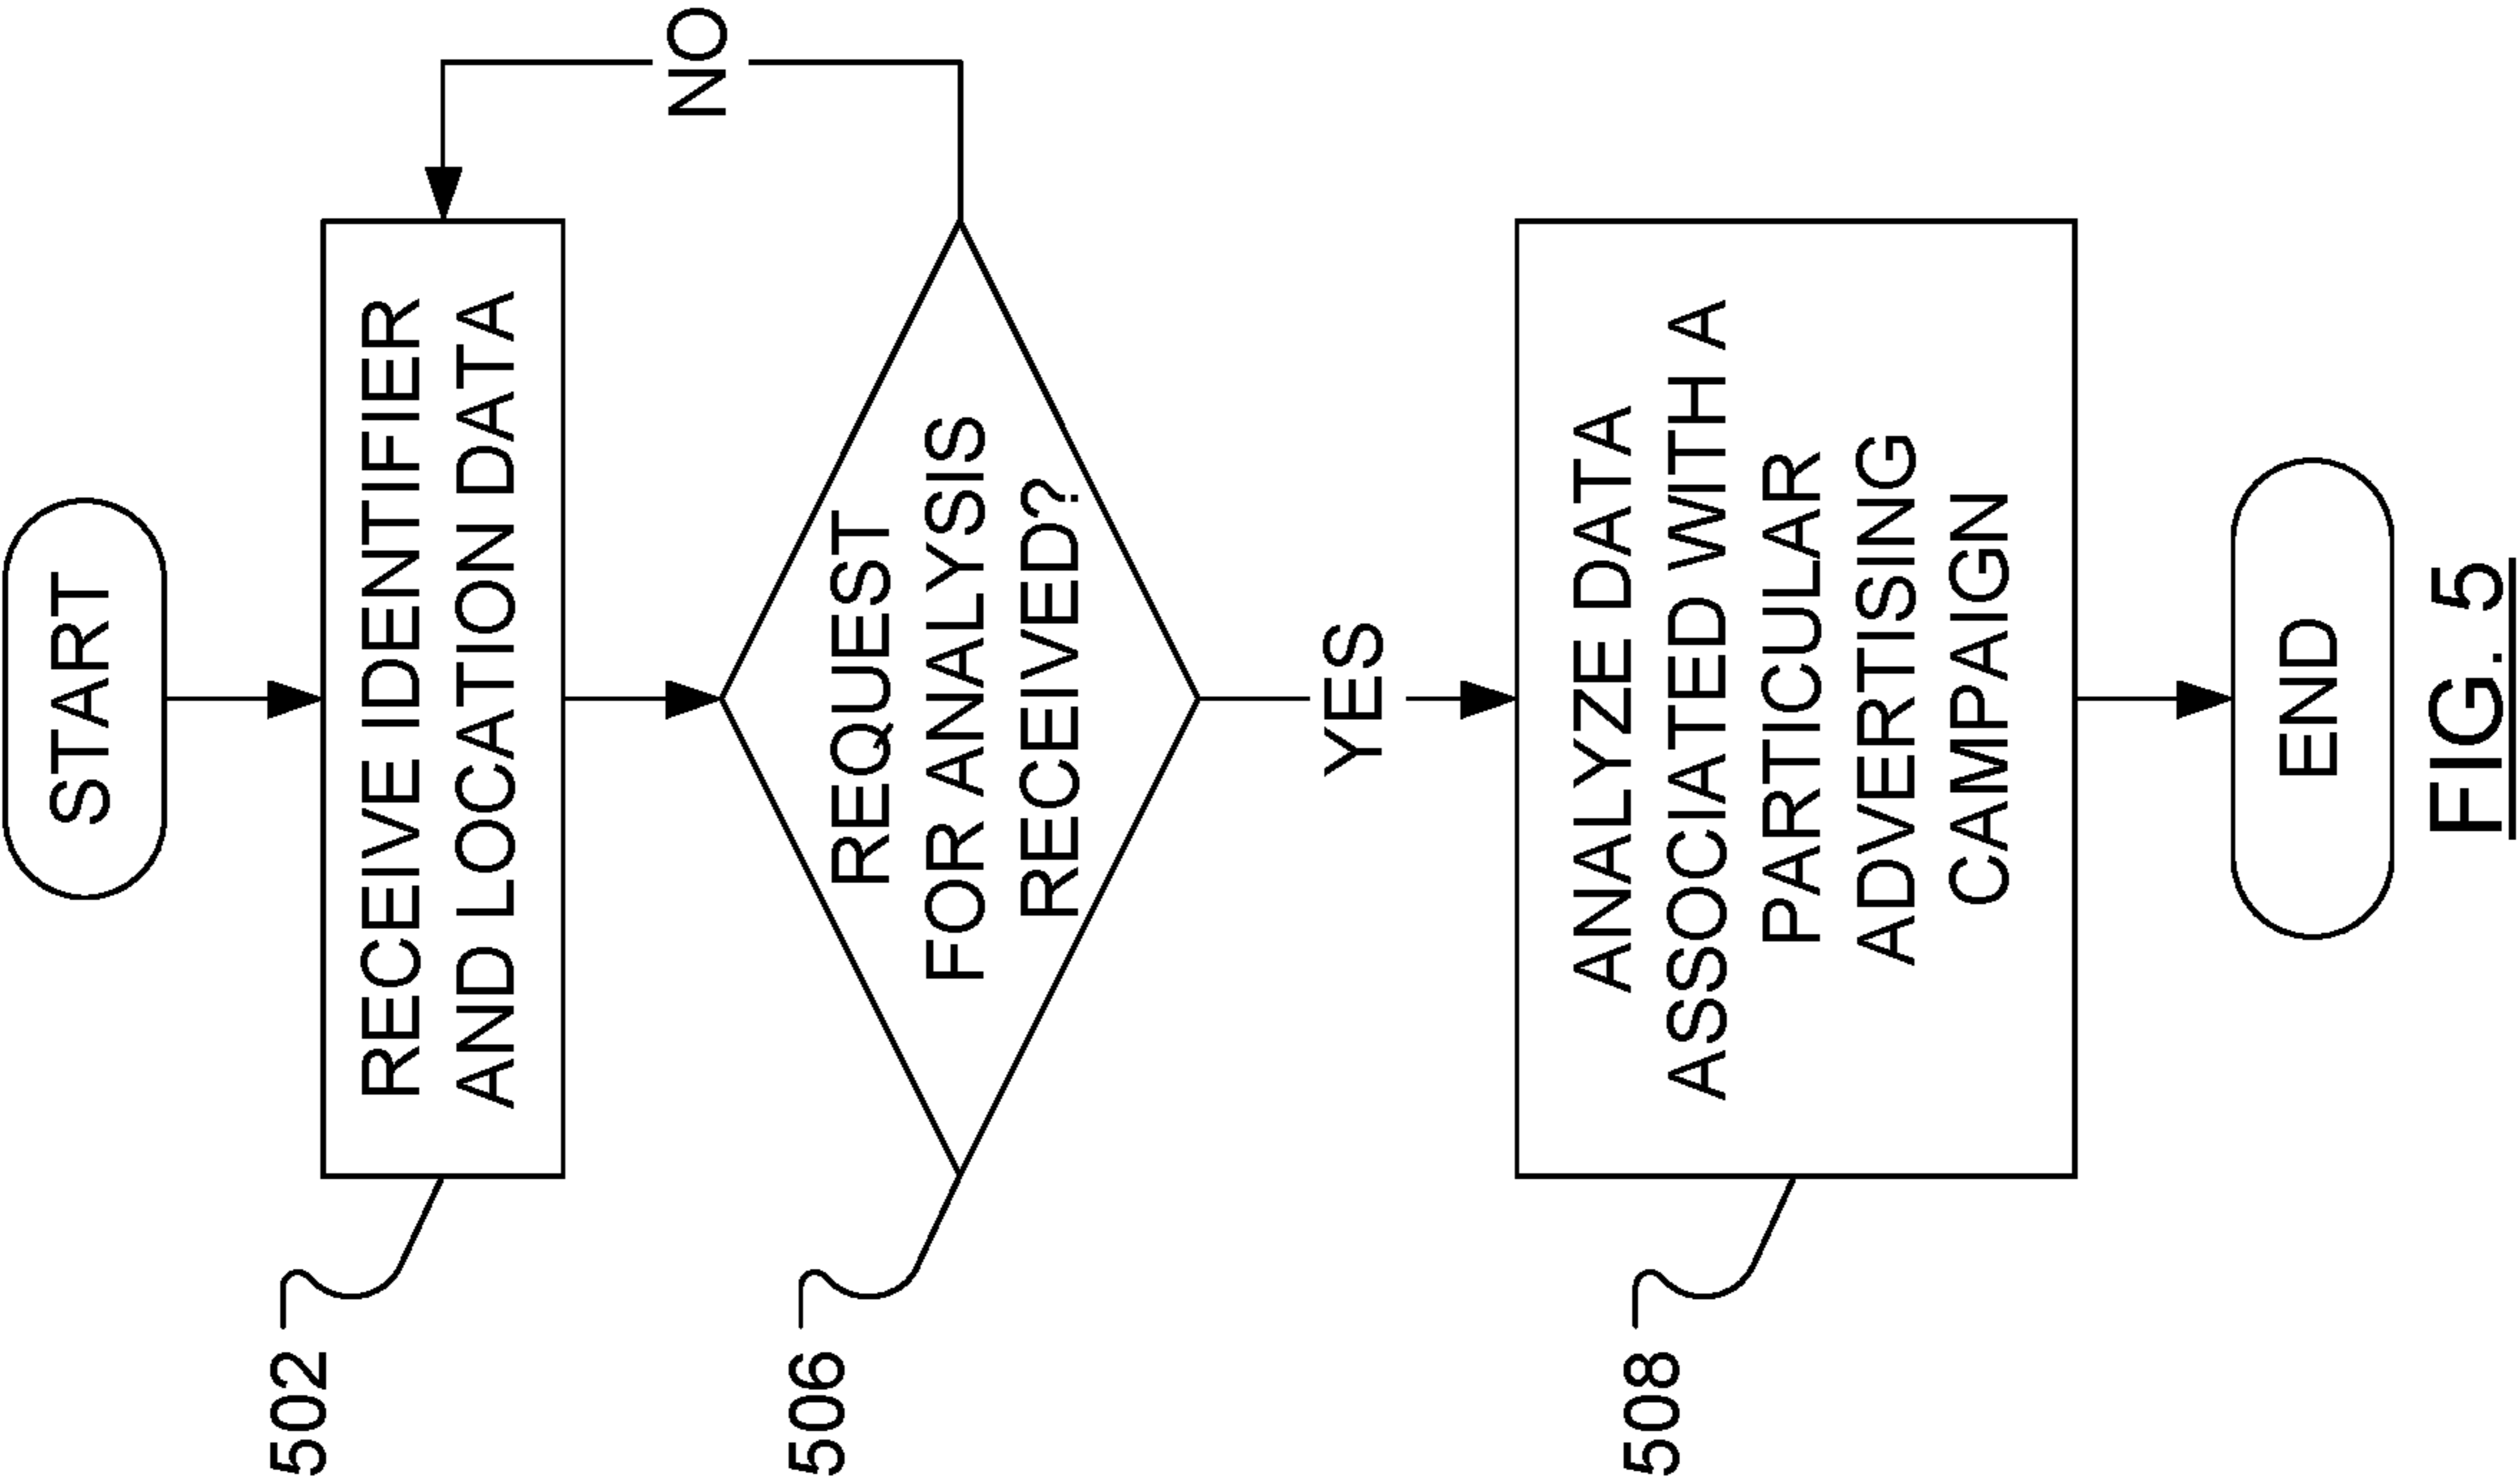 START
502
RECEIVE IDENTIFIER
AND LOCATION DATA
NO
506
REQUEST
FOR ANALYSIS
RECEIVED?
YES
508
ANALYZE DATA
ASSOCIATED WITH A
PARTICULAR
ADVERTISING
CAMPAIGN
END
FIG. 5